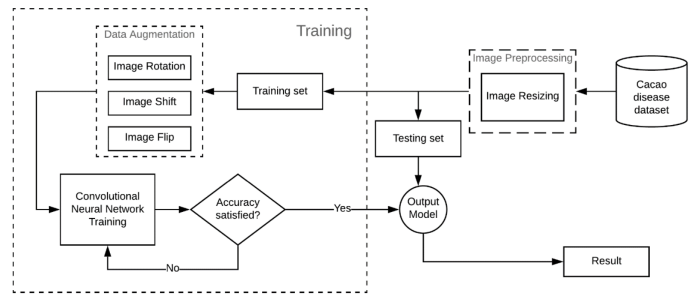 Training
Data Augmentation
Image Rotation
Image Shift
Image Flip
Training set
Image Preprocessing
Image Resizing
Cacao
disease
dataset
Testing set
Convolutional
Neural Network
Training
Accuracy
satisfied?
Yes
No
Output
Model
Result